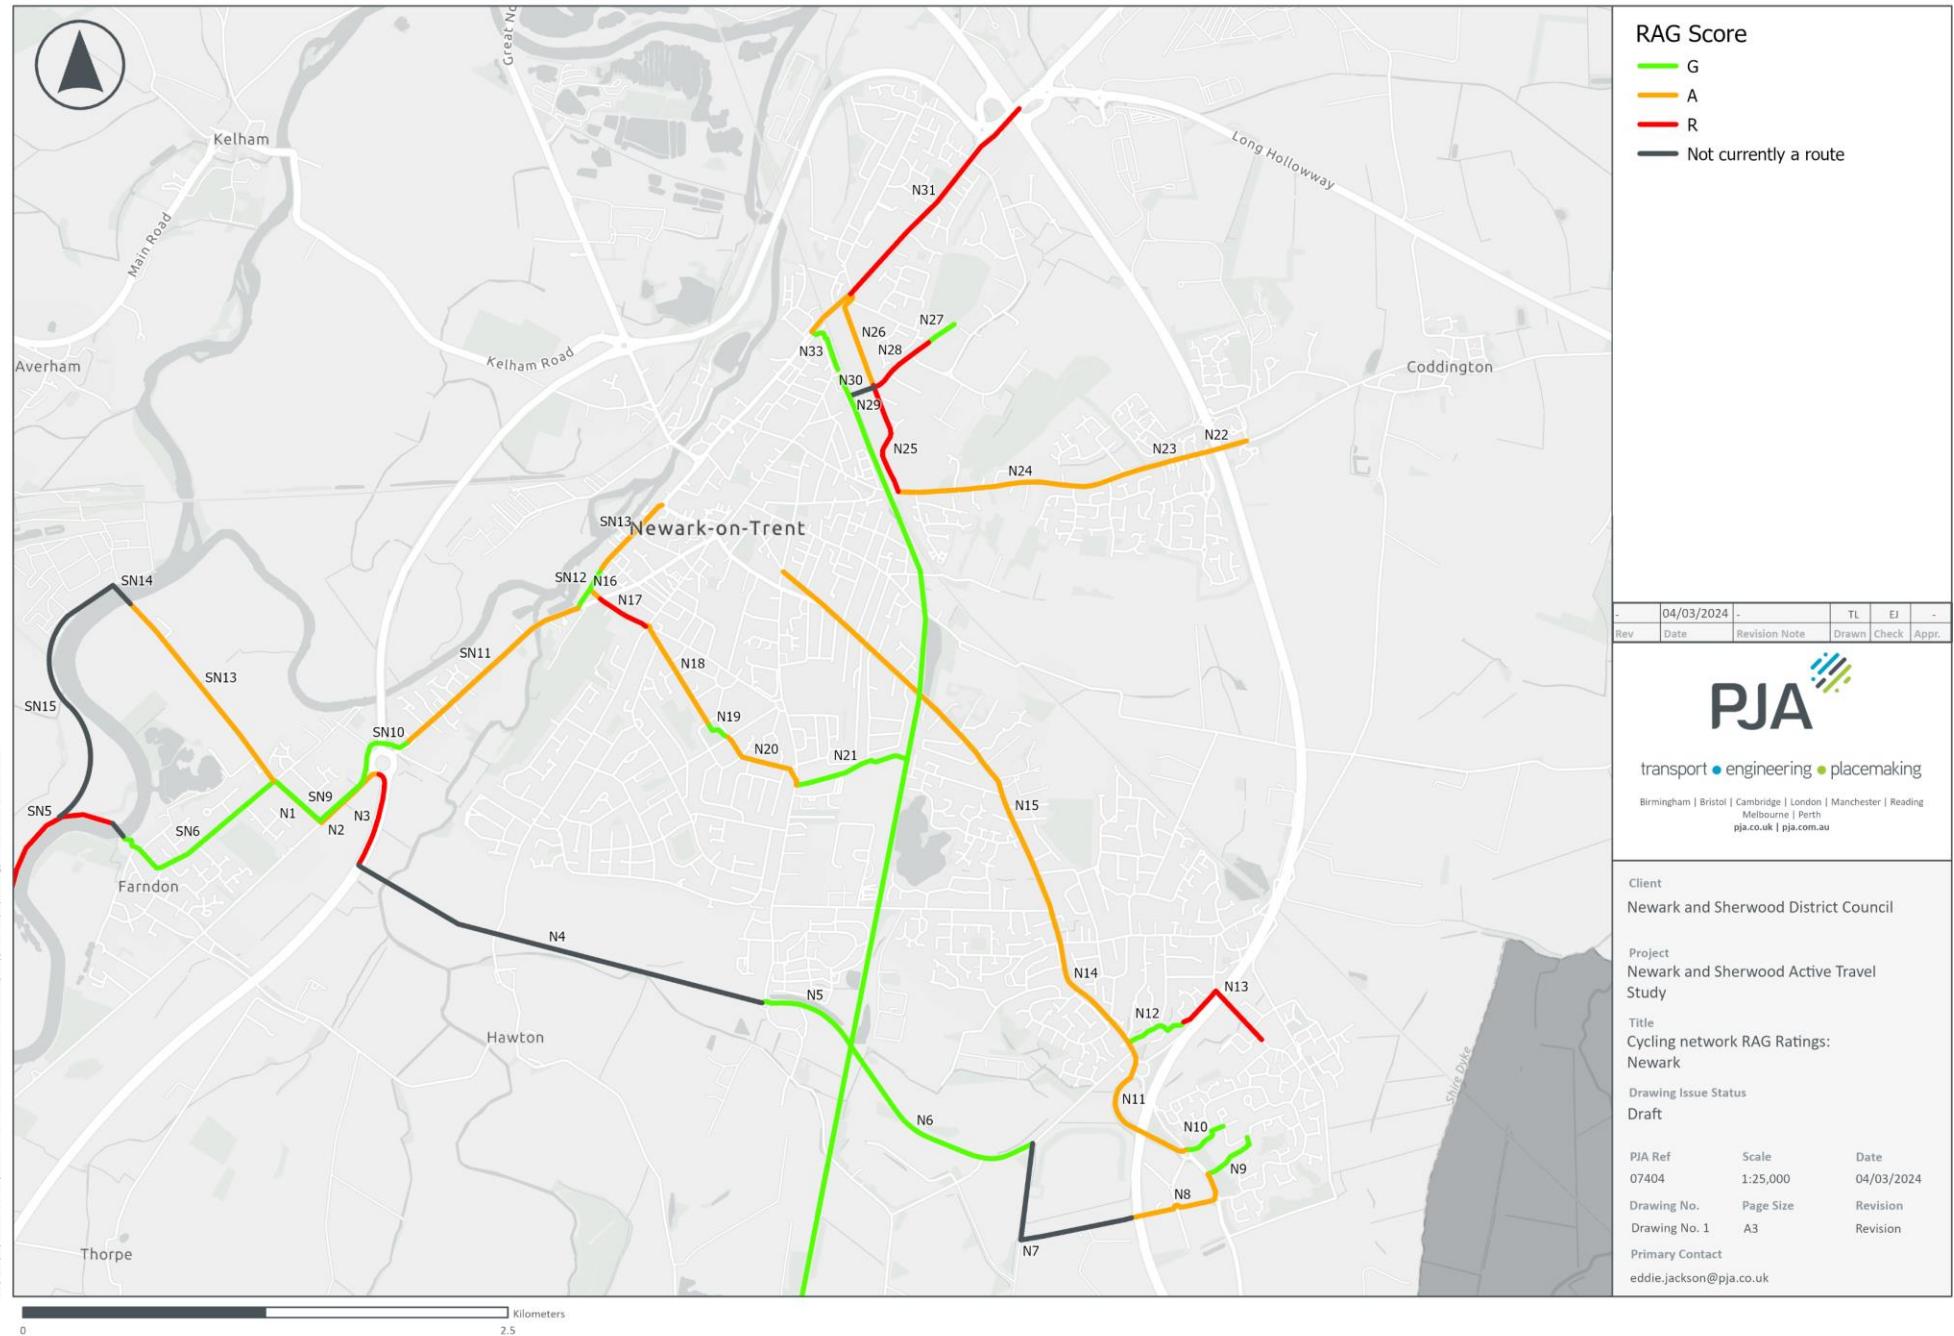 Great No
Kelham
Main Road
Averham
Kelham Road
Long Hollowway
Coddington
N31
N27
N26
N28
N33
N30
N29
N25
N22
N23
N24
SN13
Newark-on-Trent
SN14
SN12
N16
N17
SN11
N18
SN13
SN15
N19
SN10
N20
N21
SN9
N15
SN5
N1
N3
SN6
N2
Farndon
N4
N14
N13
N5
N12
Hawton
Shire Dyke
N11
N6
N10
N9
N8
N7
Thorpe
Kilometers
0
2.5
RAG Score
G
A
R
Not currently a route
- 04/03/2024 - TL EJ -
Rev Date Revision Note Drawn Check Appr.
PJA
transport • engineering • placemaking
Birmingham | Bristol | Cambridge | London | Manchester | Reading
Melbourne | Perth
pja.co.uk | pja.com.au
Client
Newark and Sherwood District Council
Project
Newark and Sherwood Active Travel
Study
Title
Cycling network RAG Ratings:
Newark
Drawing Issue Status
Draft
PJA Ref Scale Date
07404 1:25,000 04/03/2024
Drawing No. Page Size Revision
Drawing No. 1 A3 Revision
Primary Contact
eddie.jackson@pja.co.uk